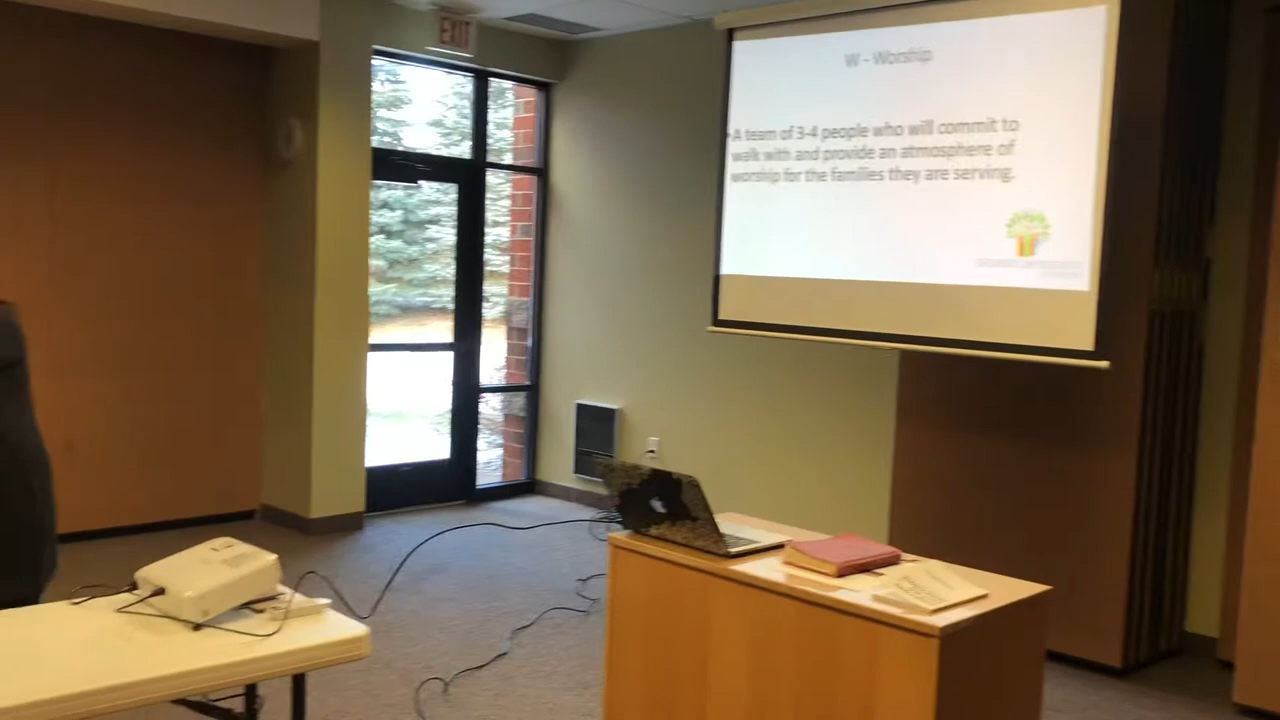 EXIT
W - Worship
•A team of 3-4 people who will commit to
walk with and provide an atmosphere of
worship for the families they are serving.